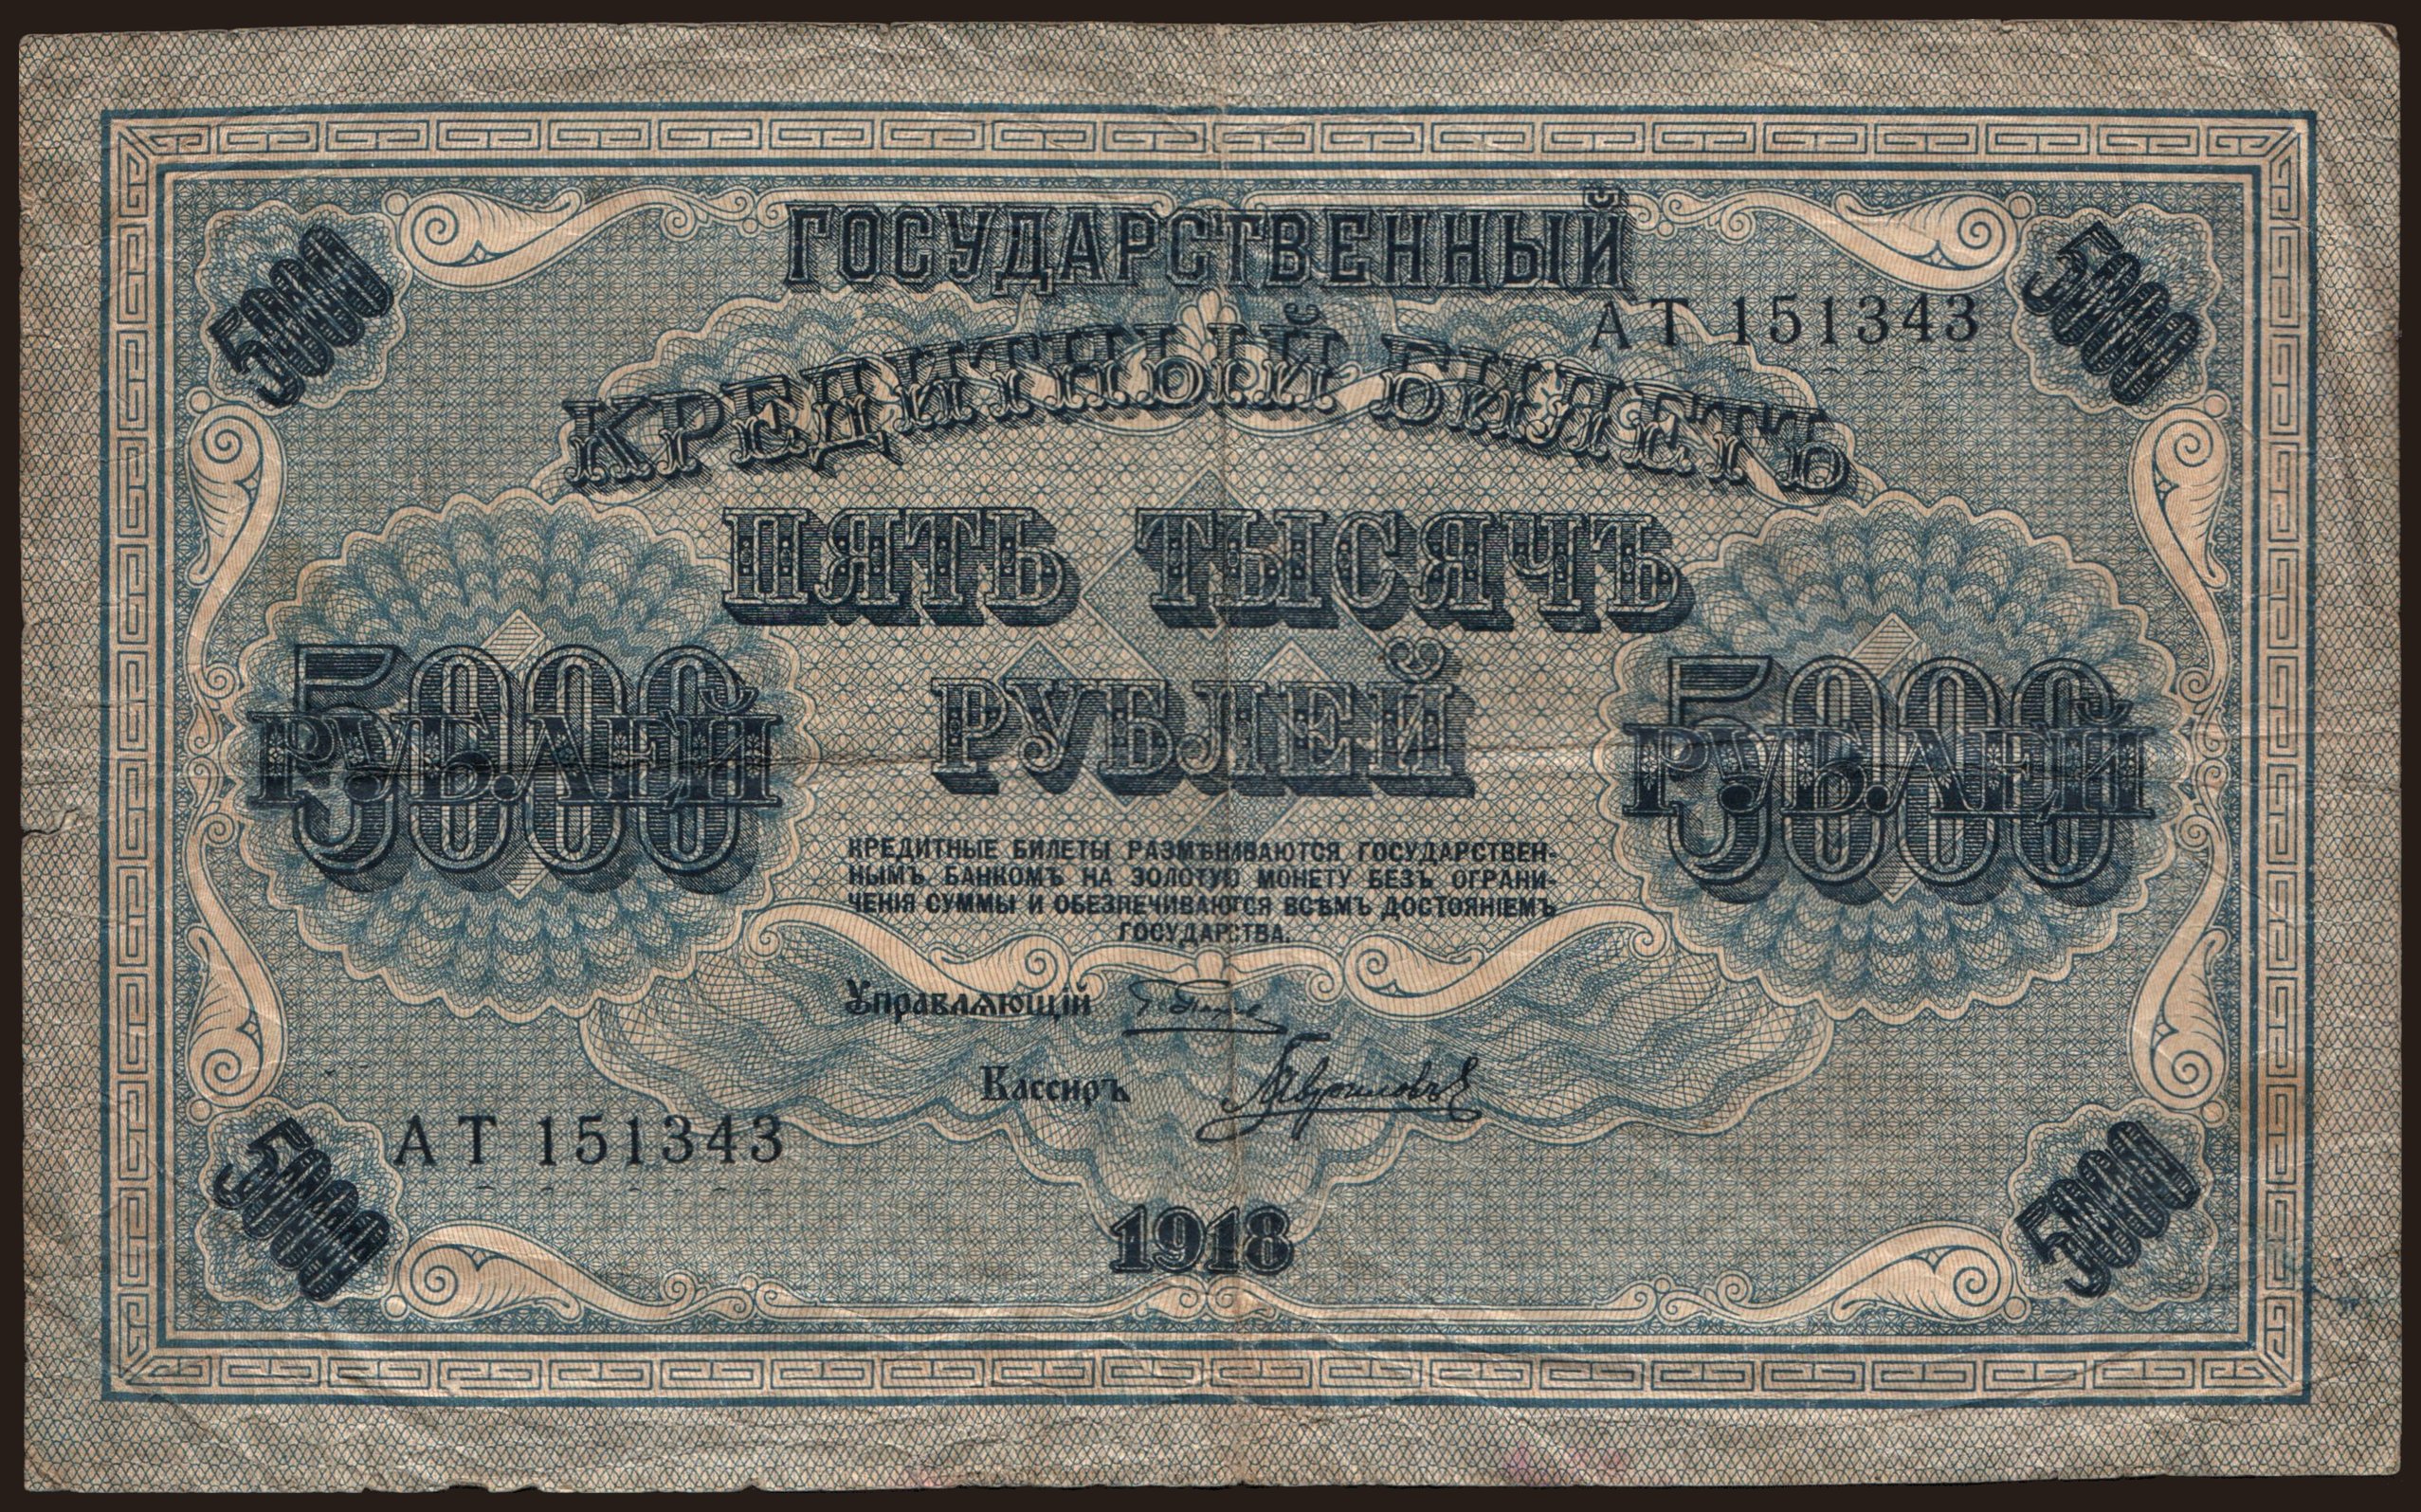 5000
ГОСУДАРСТВЕННЫЙ
5000
АТ 151343
КРЕДИТНЫЙ БИЛЕТЪ
ПЯТЬ ТЫСЯЧЪ
РУБЛЕЙ
5000
РУБЛЕЙ
5000
РУБЛЕЙ
КРЕДИТНЫЕ БИЛЕТЫ РАЗМѢНИВАЮТСЯ ГОСУДАРСТВЕН-
НЫМЪ БАНКОМЪ НА ЗОЛОТУЮ МОНЕТУ БЕЗЪ ОГРАНИ-
ЧЕНІЯ СУММЫ И ОБЕЗПЕЧИВАЮТСЯ ВСѢМЪ ДОСТОЯНІЕМЪ
ГОСУДАРСТВА.
Управляющій
Кассиръ
АТ 151343
5000
1918
5000